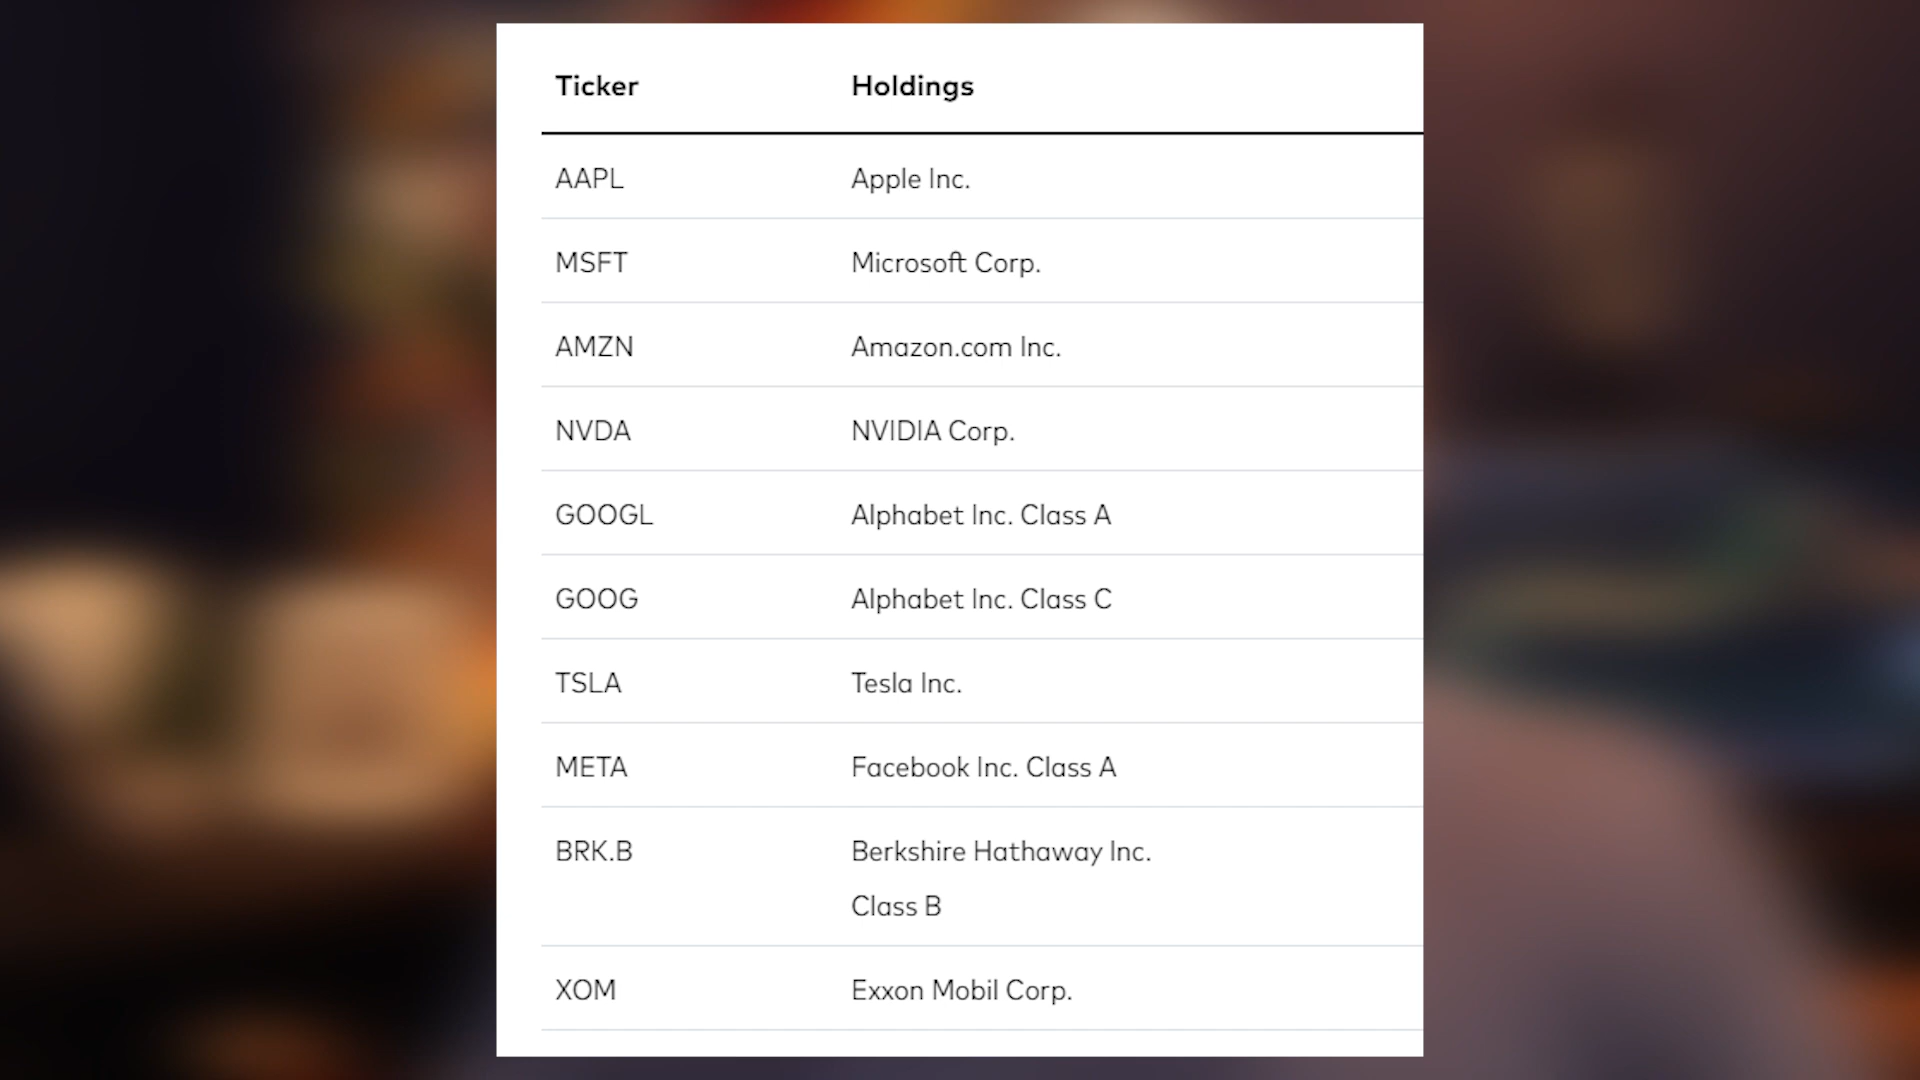 Ticker Holdings
AAPL Apple Inc.
MSFT Microsoft Corp.
AMZN Amazon.com Inc.
NVDA NVIDIA Corp.
GOOGL Alphabet Inc. Class A
GOOG Alphabet Inc. Class C
TSLA Tesla Inc.
META Facebook Inc. Class A
BRK.B Berkshire Hathaway Inc.
Class B
XOM Exxon Mobil Corp.